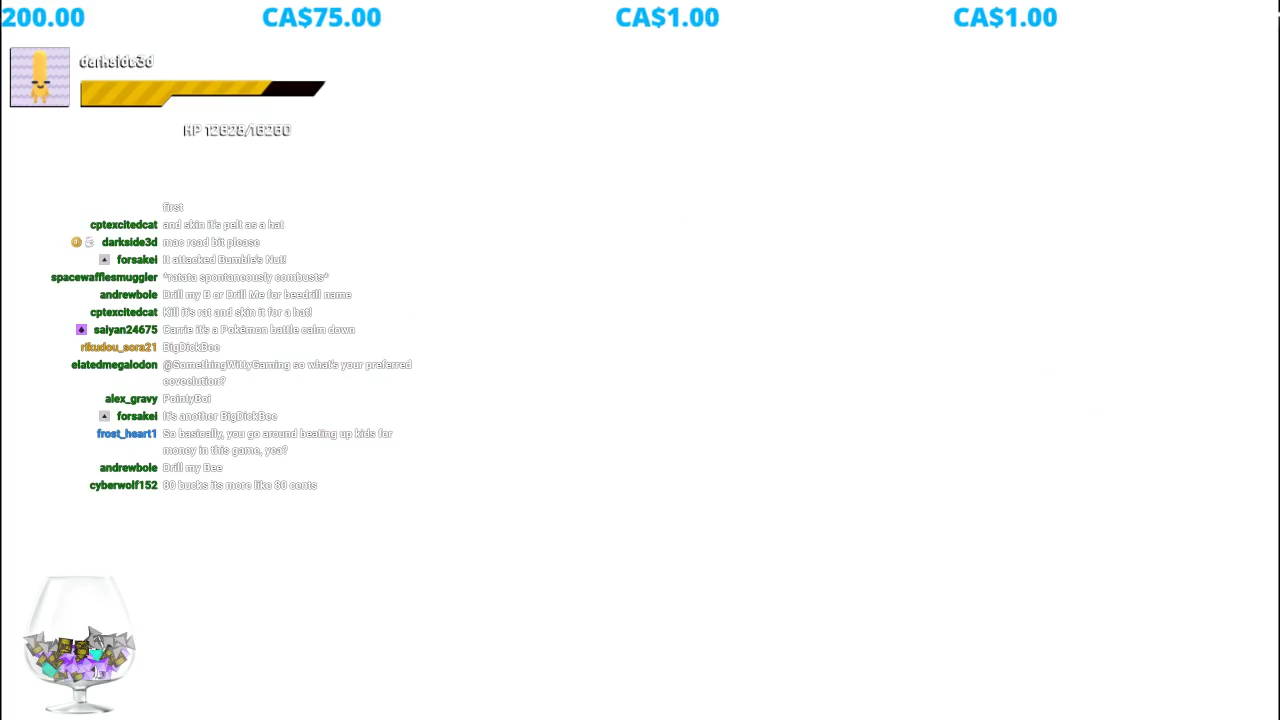 200.00 CA$75.00 CA$1.00 CA$1.00
darkside3d
HP 12828/18280
first
cptexcitedcat and skin it's pelt as a hat
darkside3d mac read bit please
forsakei It attacked Bumble's Nut!
spacewafflesmuggler *ratata spontaneously combusts*
andrewbole Drill my B or Drill Me for beedrill name
cptexcitedcat Kill it's rat and skin it for a hat!
saiyan24675 Carrie it's a Pokémon battle calm down
rikudou_sora21 BigDickBee
elatedmegalodon @SomethingWittyGaming so what's your preferred
eeveelution?
alex_gravy PointyBoi
forsakei It's another BigDickBee
frost_heart1 So basically, you go around beating up kids for
money in this game, yea?
andrewbole Drill my Bee
cyberwolf152 80 bucks its more like 80 cents